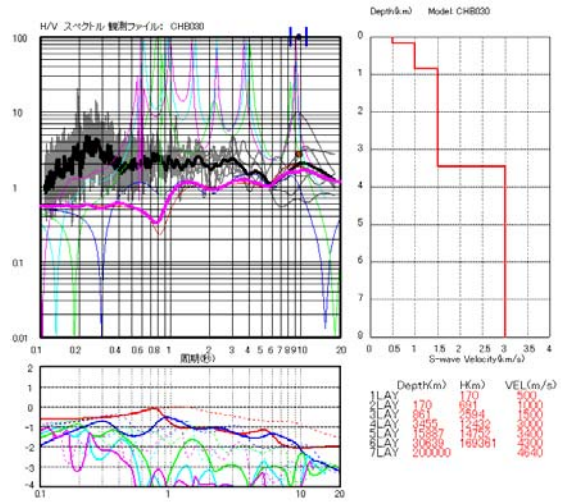 H/V スペクトル 観測ファイル: CHB030
100
10
1
0.1
0.01
0.1 0.2 0.4 0.6 0.8 1 2 3 4 5 6 7 8 9 10 20
周期(秒)
2
1
0
-1
-2
-3
-4
0.1 1 10 20
Depth(km) Model: CHB030
0
1
2
3
4
5
6
7
8
0 0.5 1 1.5 2 2.5 3 3.5 4
S-wave Velocity(km/s)
Depth(m) H(m) VEL(m/s)
1LAY 170 500
2LAY 170 691 1000
3LAY 861 2594 1500
4LAY 3455 12432 3000
5LAY
6LAY 30639 169361
7LAY 200000 4640